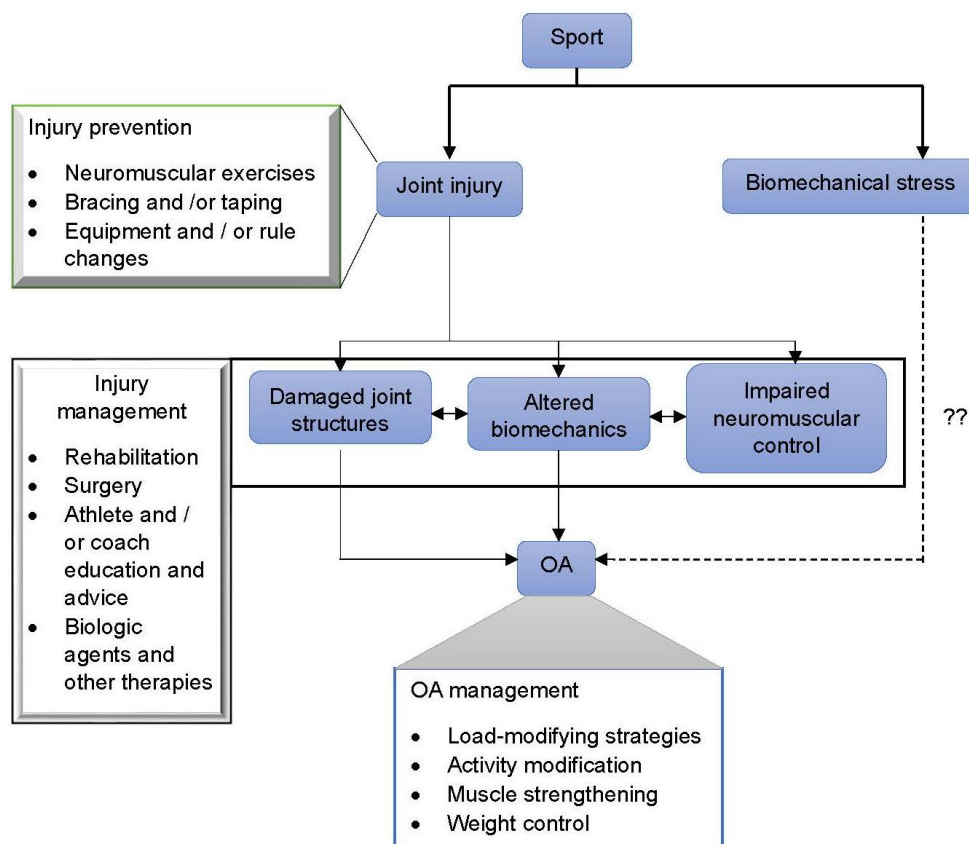 Sport
Injury prevention
• Neuromuscular exercises
• Bracing and /or taping
• Equipment and / or rule
changes
Joint injury
Biomechanical stress
Injury
management
• Rehabilitation
• Surgery
• Athlete and /
or coach
education and
advice
• Biologic
agents and
other therapies
Damaged joint
structures
Altered
biomechanics
Impaired
neuromuscular
control
??
OA
OA management
• Load-modifying strategies
• Activity modification
• Muscle strengthening
• Weight control